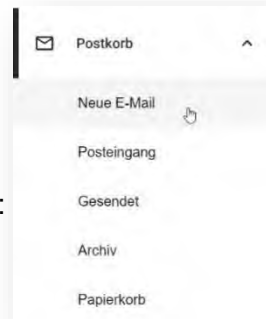 Postkorb
Neue E-Mail
Posteingang
:
Gesendet
Archiv
Papierkorb